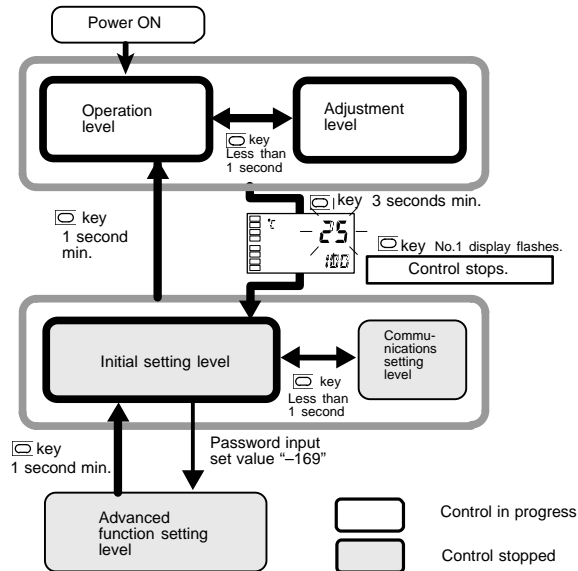 Power ON
Operation
level
Adjustment
level
key
Less than
1 second
key 3 seconds min.
key
1 second
min.
℃
25
100
key No.1 display flashes.
Control stops.
Initial setting level
Commu-
nications
setting
level
key
Less than
1 second
key
1 second min.
Password input
set value “–169”
Advanced
function setting
level
Control in progress
Control stopped